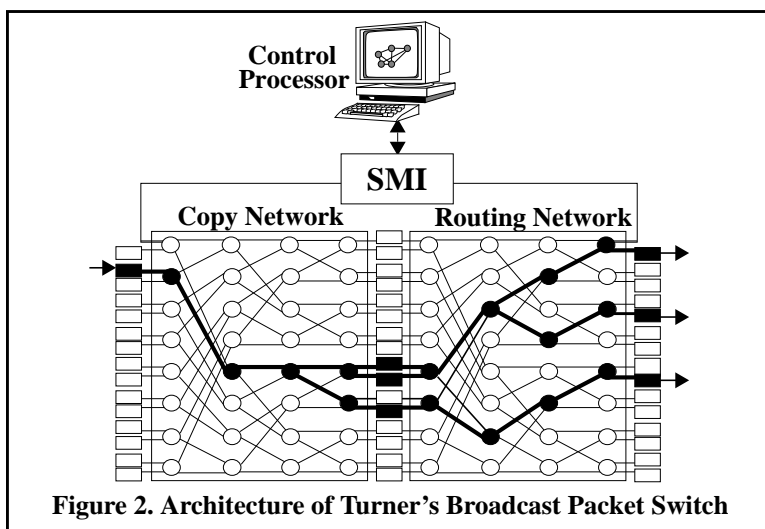 Control
Processor
SMI
Copy Network
Routing Network
Figure 2. Architecture of Turner's Broadcast Packet Switch